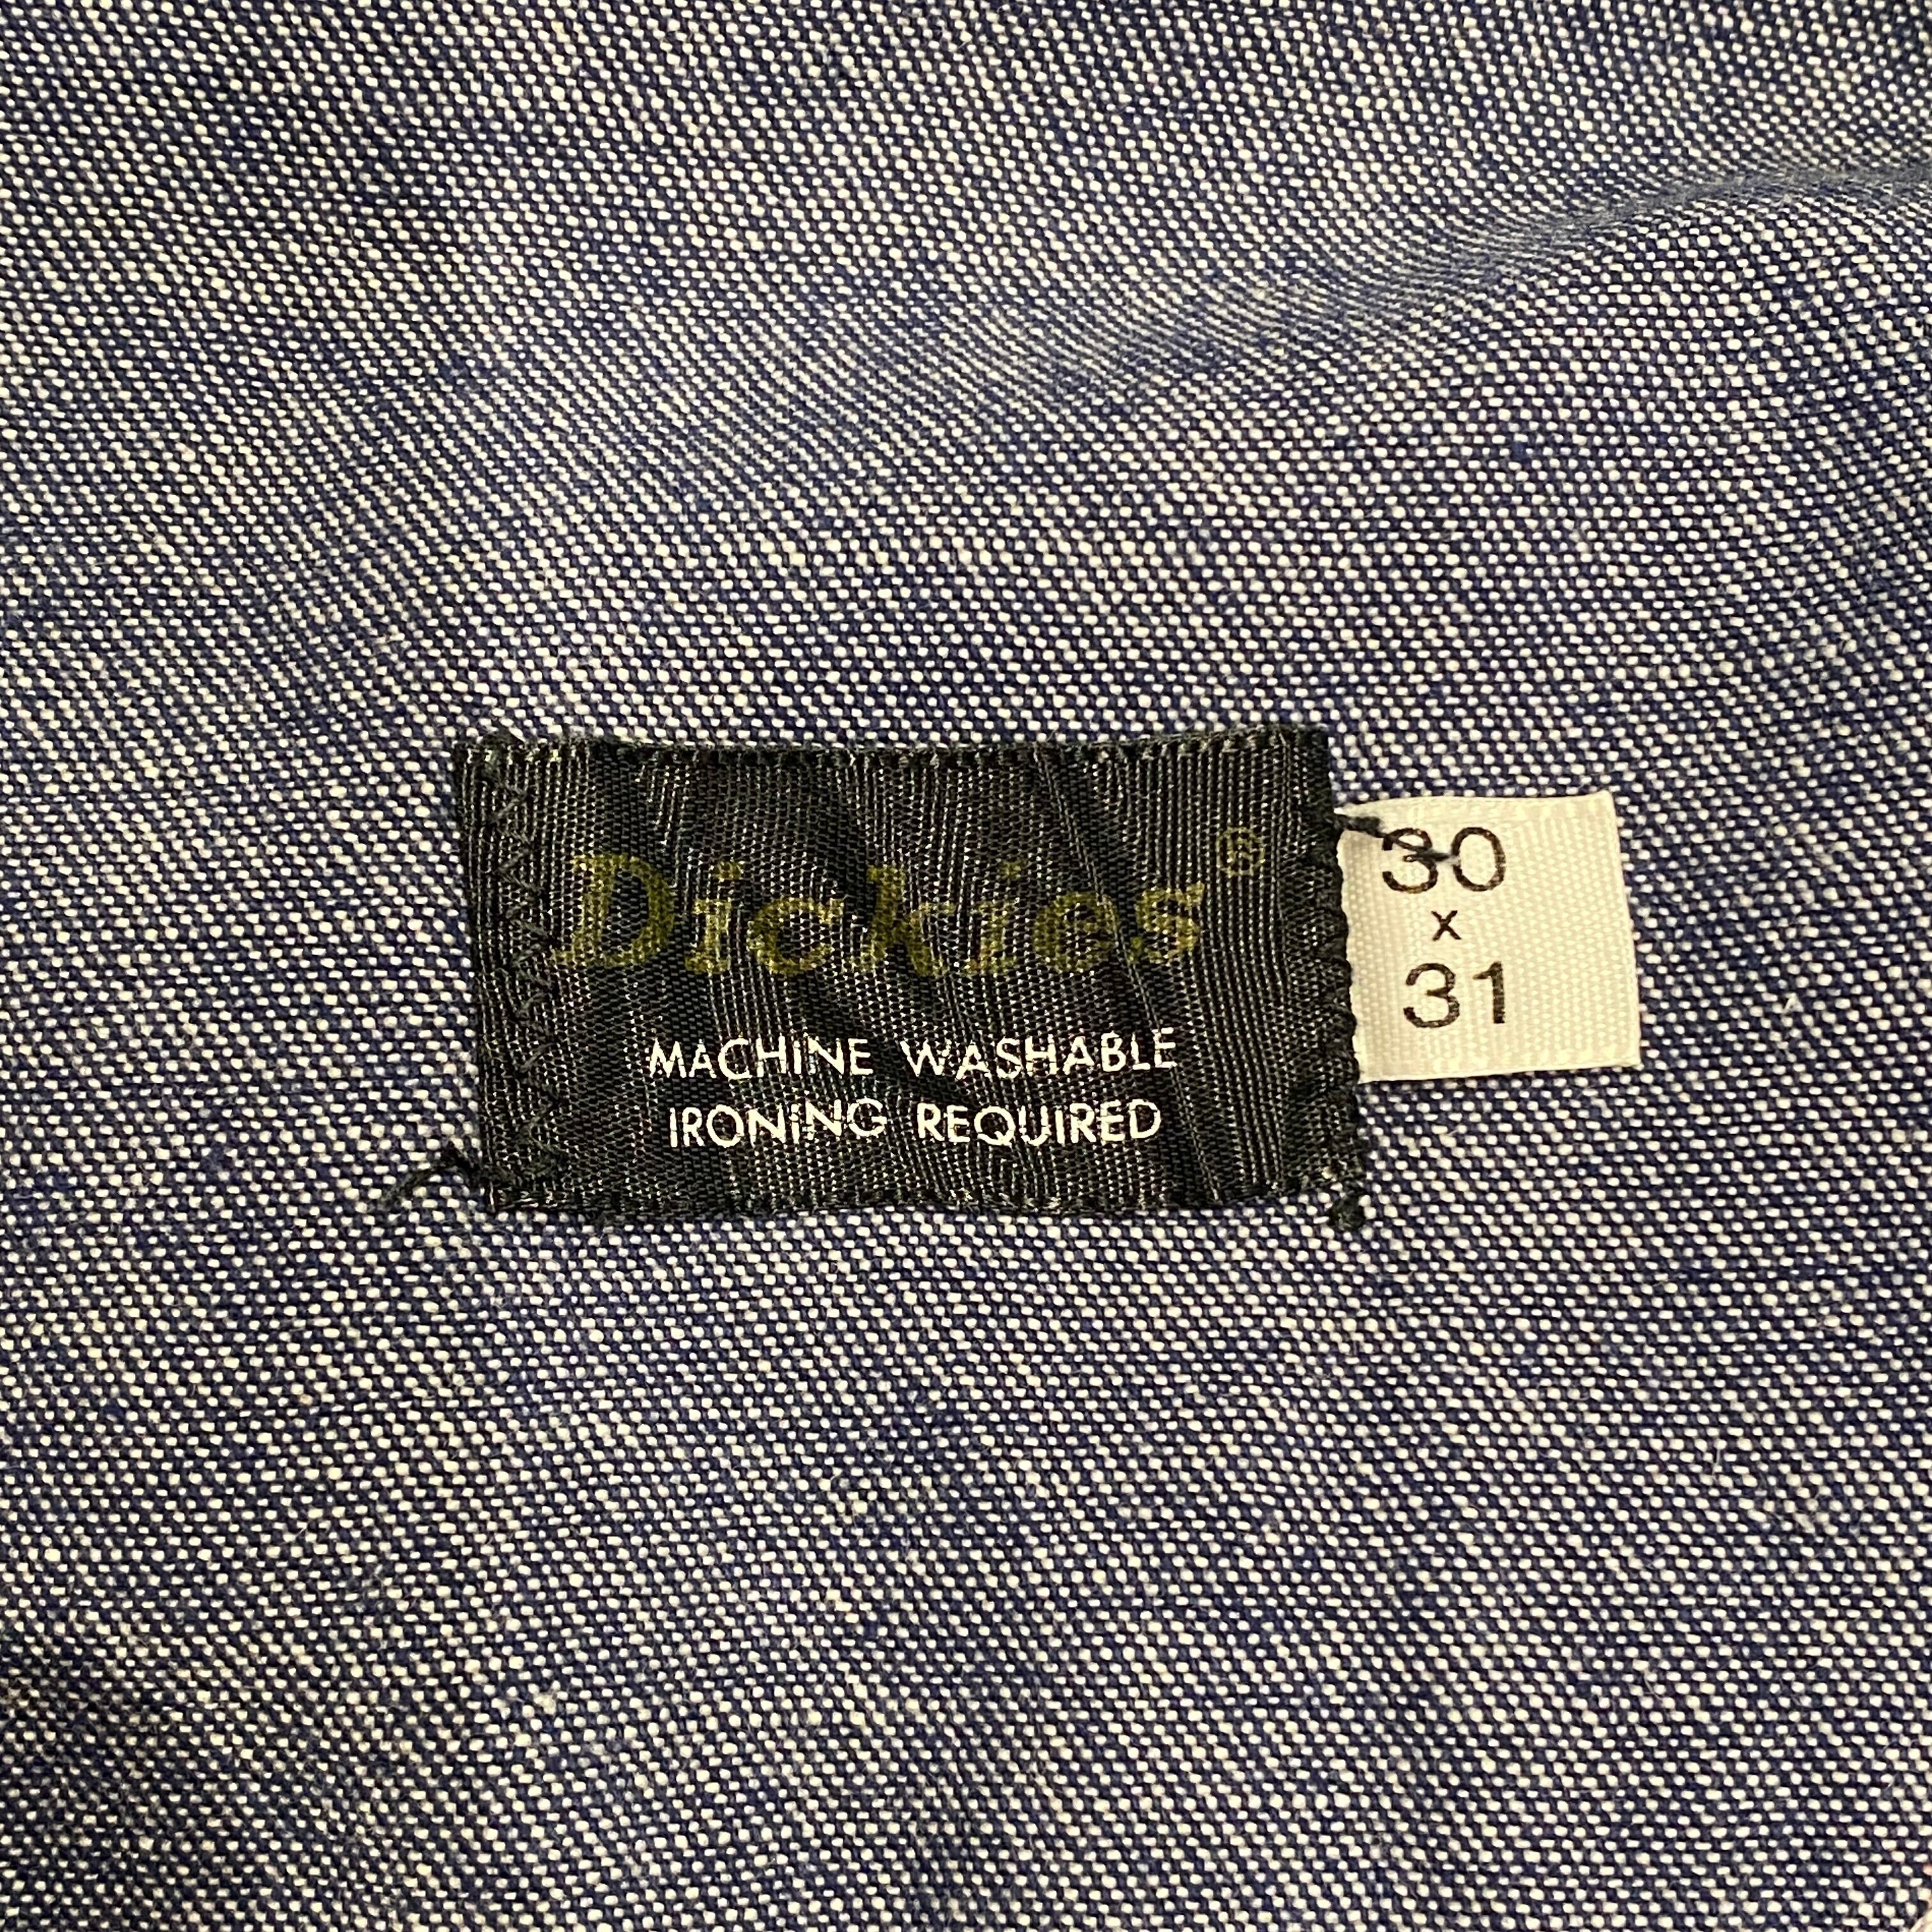 Dickies®
MACHINE WASHABLE
IRONING REQUIRED
30
x
31